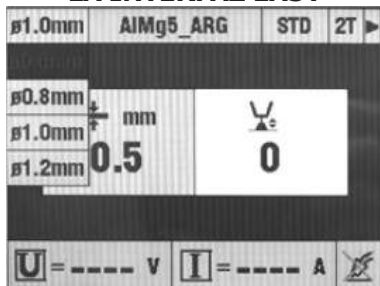 ø1.0mm AlMg5_ARG STD 2T
ø0.8mm
ø1.0mm
ø1.2mm
mm
0.5 0
U = ---- V I = ---- A